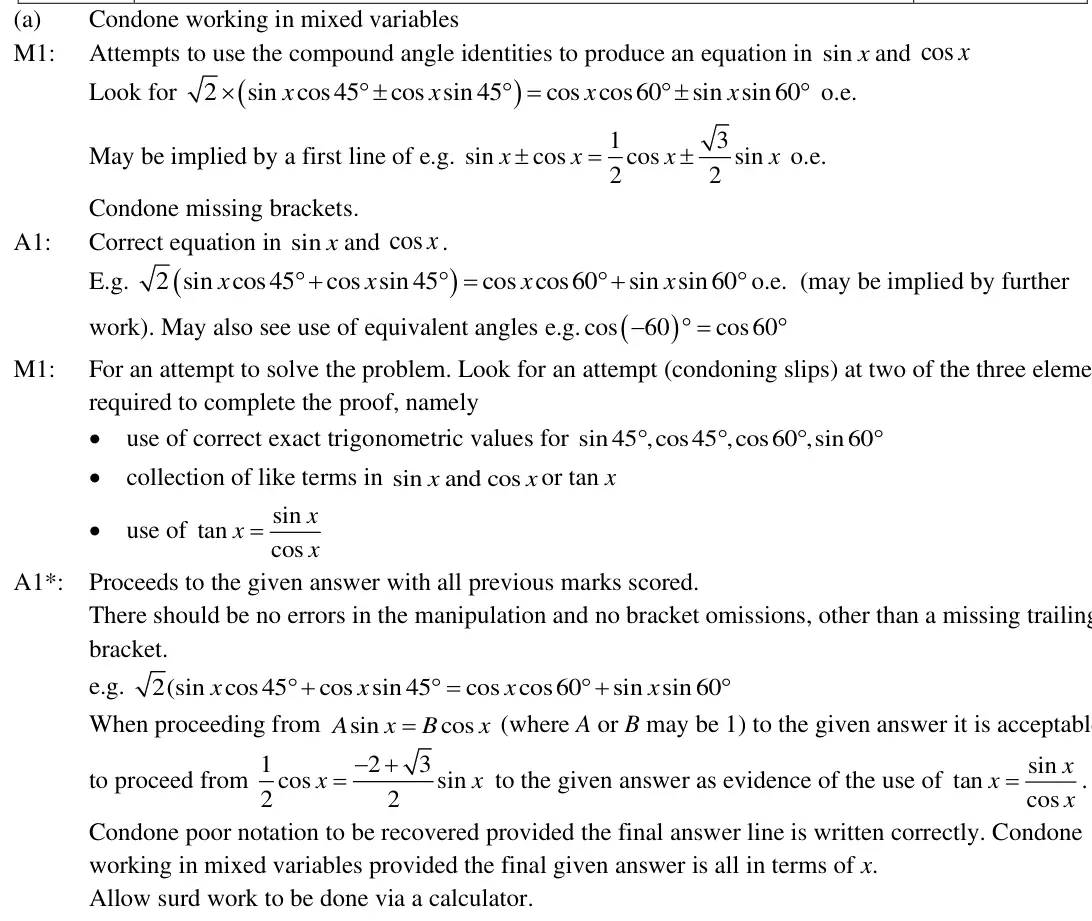 (a) Condone working in mixed variables
M1: Attempts to use the compound angle identities to produce an equation in sin x and cos x
Look for √2×(sin x cos 45° ± cos x sin 45°) = cos x cos 60° ± sin x sin 60° o.e.
May be implied by a first line of e.g. sin x ± cos x = 1/2 cos x ± √3/2 sin x o.e.
Condone missing brackets.
A1: Correct equation in sin x and cos x.
E.g. √2(sin x cos 45° + cos x sin 45°) = cos x cos 60° + sin x sin 60° o.e. (may be implied by further
work). May also see use of equivalent angles e.g. cos(−60)° = cos 60°
M1: For an attempt to solve the problem. Look for an attempt (condoning slips) at two of the three eleme
required to complete the proof, namely
• use of correct exact trigonometric values for sin 45°, cos 45°, cos 60°, sin 60°
• collection of like terms in sin x and cos x or tan x
• use of tan x = sin x / cos x
A1*: Proceeds to the given answer with all previous marks scored.
There should be no errors in the manipulation and no bracket omissions, other than a missing trailing
bracket.
e.g. √2(sin x cos 45° + cos x sin 45° = cos x cos 60° + sin x sin 60°
When proceeding from A sin x = B cos x (where A or B may be 1) to the given answer it is acceptabl
to proceed from 1/2 cos x = (−2+√3)/2 sin x to the given answer as evidence of the use of tan x = sin x / cos x.
Condone poor notation to be recovered provided the final answer line is written correctly. Condone
working in mixed variables provided the final given answer is all in terms of x.
Allow surd work to be done via a calculator.